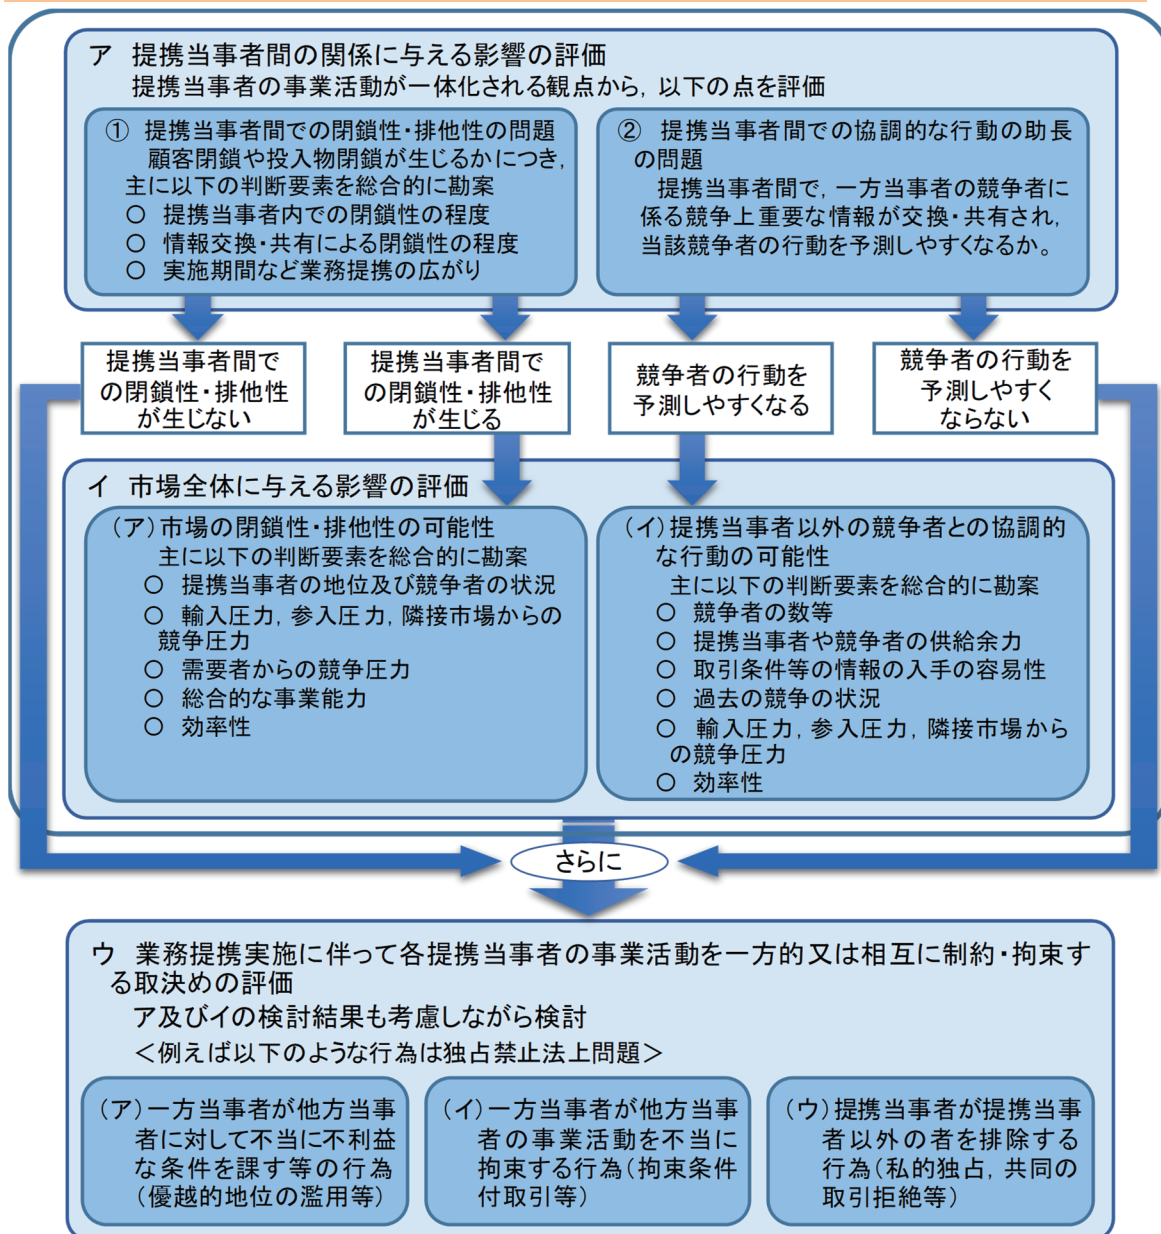 ア 提携当事者間の関係に与える影響の評価
提携当事者の事業活動が一体化される観点から，以下の点を評価
① 提携当事者間での閉鎖性・排他性の問題
顧客閉鎖や投入物閉鎖が生じるかにつき，
主に以下の判断要素を総合的に勘案
○ 提携当事者内での閉鎖性の程度
○ 情報交換・共有による閉鎖性の程度
○ 実施期間など業務提携の広がり
② 提携当事者間での協調的な行動の助長
の問題
提携当事者間で，一方当事者の競争者に
係る競争上重要な情報が交換・共有され，
当該競争者の行動を予測しやすくなるか。
提携当事者間で
の閉鎖性・排他性
が生じない
提携当事者間で
の閉鎖性・排他性
が生じる
競争者の行動を
予測しやすくなる
競争者の行動を
予測しやすく
ならない
イ 市場全体に与える影響の評価
（ア）市場の閉鎖性・排他性の可能性
主に以下の判断要素を総合的に勘案
○ 提携当事者の地位及び競争者の状況
○ 輸入圧力，参入圧力，隣接市場からの
競争圧力
○ 需要者からの競争圧力
○ 総合的な事業能力
○ 効率性
（イ）提携当事者以外の競争者との協調的
な行動の可能性
主に以下の判断要素を総合的に勘案
○ 競争者の数等
○ 提携当事者や競争者の供給余力
○ 取引条件等の情報の入手の容易性
○ 過去の競争の状況
○ 輸入圧力，参入圧力，隣接市場から
の競争圧力
○ 効率性
さらに
ウ 業務提携実施に伴って各提携当事者の事業活動を一方的又は相互に制約・拘束す
る取決めの評価
ア及びイの検討結果も考慮しながら検討
＜例えば以下のような行為は独占禁止法上問題＞
（ア）一方当事者が他方当事
者に対して不当に不利益
な条件を課す等の行為
（優越的地位の濫用等）
（イ）一方当事者が他方当事
者の事業活動を不当に
拘束する行為（拘束条件
付取引等）
（ウ）提携当事者が提携当事
者以外の者を排除する
行為（私的独占，共同の
取引拒絶等）